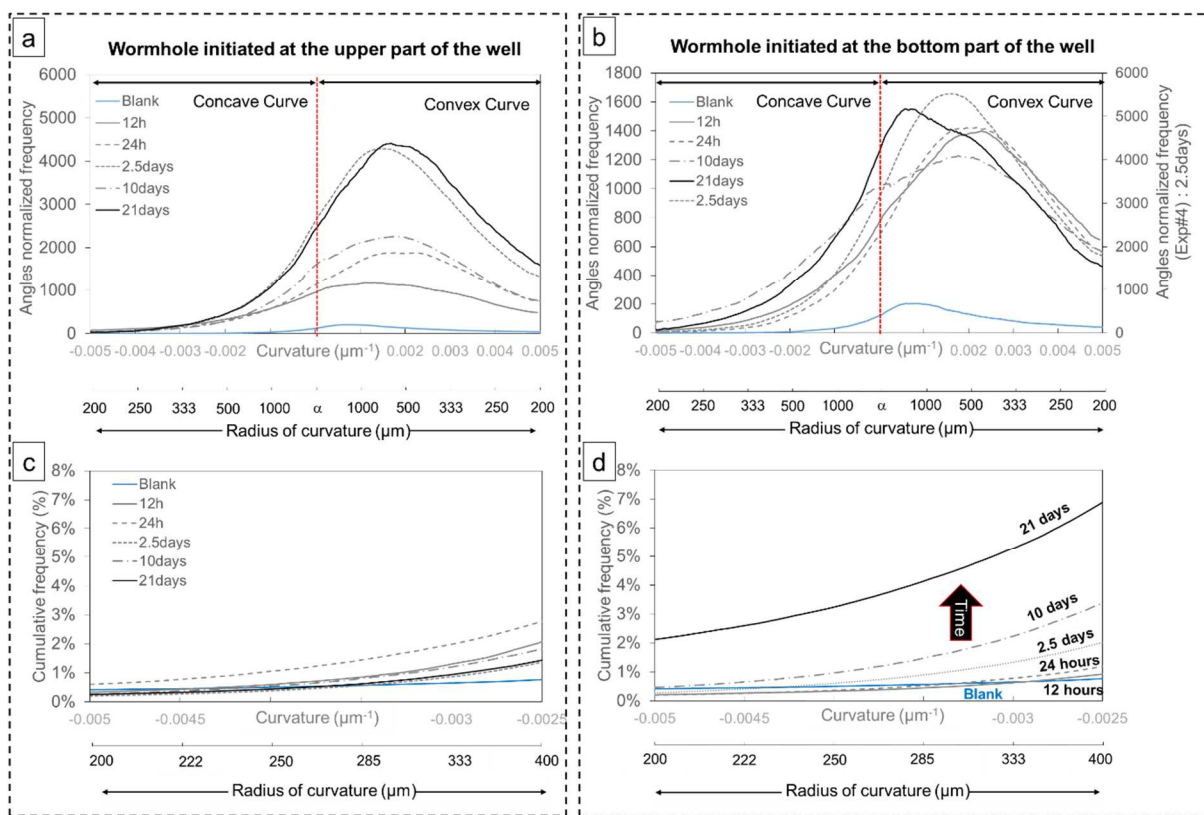 a
Wormhole initiated at the upper part of the well
6000
5000
4000
3000
2000
1000
0
Angles normalized frequency
Concave Curve
Convex Curve
Blank
12h
24h
2.5days
10days
21days
-0.005 -0.004 -0.003 -0.002 Curvature (µm⁻¹) 0.002 0.003 0.004 0.005
200 250 333 500 1000 α 1000 500 333 250 200
Radius of curvature (µm)
b
Wormhole initiated at the bottom part of the well
1800
1600
1400
1200
1000
800
600
400
200
0
Angles normalized frequency
Concave Curve
Convex Curve
Blank
12h
24h
10days
21days
2.5days
6000
5000
4000
3000
2000
1000
0
Angles normalized frequency
(Exp#4) : 2.5days
-0.005 -0.004 -0.003 -0.002 Curvature (µm⁻¹) 0.002 0.003 0.004 0.005
200 250 333 500 1000 α 1000 500 333 250 200
Radius of curvature (µm)
c
8%
7%
6%
5%
4%
3%
2%
1%
0%
Cumulative frequency (%)
Blank
12h
24h
2.5days
10days
21days
-0.005 -0.0045 Curvature (µm⁻¹) -0.003 -0.0025
200 222 250 285 333 400
Radius of curvature (µm)
d
8%
7%
6%
5%
4%
3%
2%
1%
0%
Cumulative frequency (%)
21 days
Time
10 days
2.5 days
24 hours
Blank
12 hours
-0.005 -0.0045 Curvature (µm⁻¹) -0.003 -0.0025
200 222 250 285 333 400
Radius of curvature (µm)